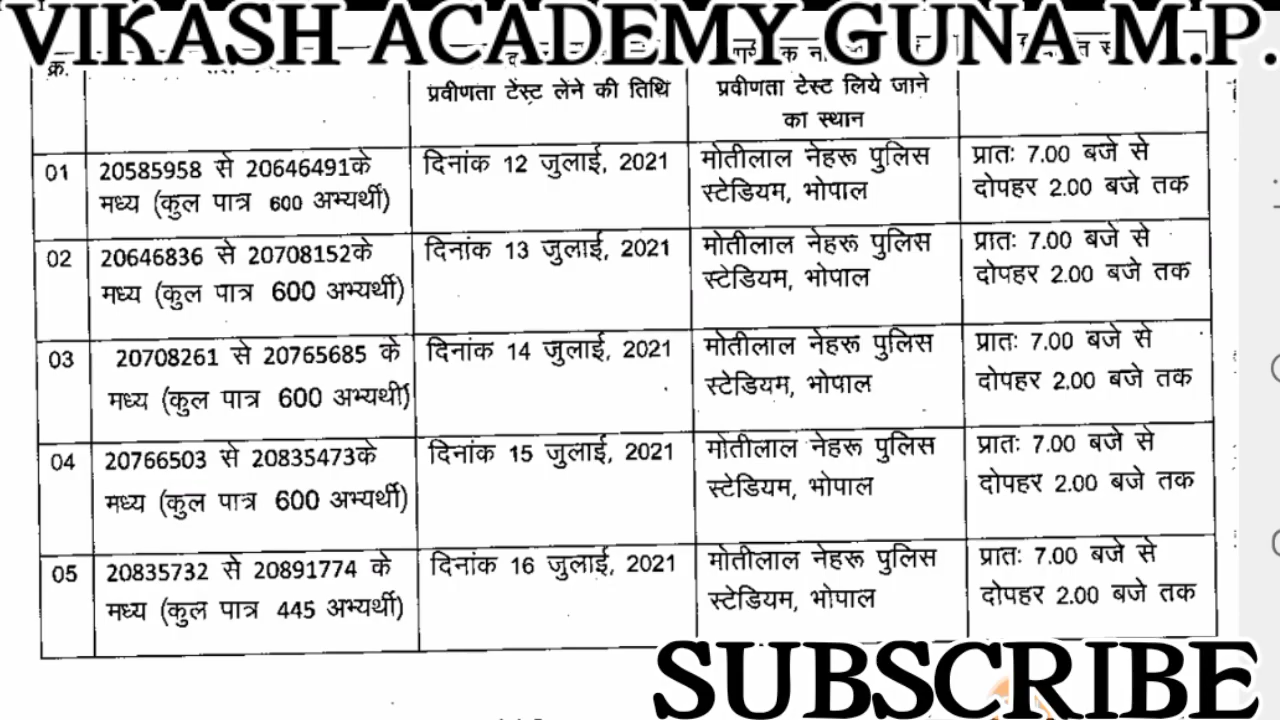 VIKASH ACADEMY GUNA M.P.
क्र.
प्रवीणता टेस्ट लेने की तिथि
प्रवीणता टेस्ट लिये जाने
का स्थान
01
20585958 से 20646491के
मध्य (कुल पात्र 600 अभ्यर्थी)
दिनांक 12 जुलाई, 2021
मोतीलाल नेहरू पुलिस
स्टेडियम, भोपाल
प्रातः 7.00 बजे से
दोपहर 2.00 बजे तक
02
20646836 से 20708152के
मध्य (कुल पात्र 600 अभ्यर्थी)
दिनांक 13 जुलाई, 2021
मोतीलाल नेहरू पुलिस
स्टेडियम, भोपाल
प्रातः 7.00 बजे से
दोपहर 2.00 बजे तक
03
20708261 से 20765685 के
मध्य (कुल पात्र 600 अभ्यर्थी)
दिनांक 14 जुलाई, 2021
मोतीलाल नेहरू पुलिस
स्टेडियम, भोपाल
प्रातः 7.00 बजे से
दोपहर 2.00 बजे तक
04
20766503 से 20835473के
मध्य (कुल पात्र 600 अभ्यर्थी)
दिनांक 15 जुलाई, 2021
मोतीलाल नेहरू पुलिस
स्टेडियम, भोपाल
प्रातः 7.00 बजे से
दोपहर 2.00 बजे तक
05
20835732 से 20891774 के
मध्य (कुल पात्र 445 अभ्यर्थी)
दिनांक 16 जुलाई, 2021
मोतीलाल नेहरू पुलिस
स्टेडियम, भोपाल
प्रातः 7.00 बजे से
दोपहर 2.00 बजे तक
SUBSCRIBE